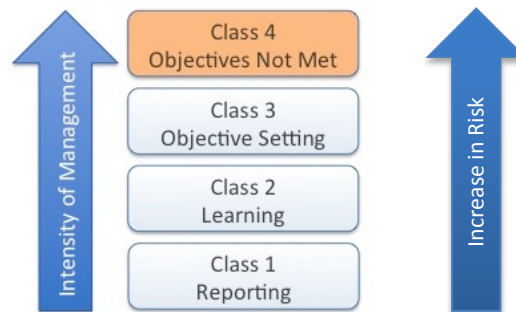 Intensity of Management
Class 4
Objectives Not Met
Class 3
Objective Setting
Class 2
Learning
Class 1
Reporting
Increase in Risk